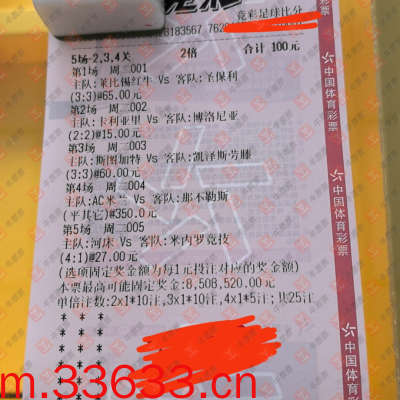 竞彩足球比分
8183567 762
5场-2,3,4关 2倍 合计 100元
第1场 周二001
主队:莱比锡红牛 Vs 客队:圣保利
(3:3)@65.00元
第2场 周二002
主队:卡利亚里 Vs 客队:博洛尼亚
(2:2)@15.00元
第3场 周二003
主队:斯图加特 Vs 客队:凯泽斯劳滕
(3:3)@60.00元
第4场 周二004
主队:AC米兰 Vs 客队:那不勒斯
(平其它)@350.0元
第5场 周二005
主队:河床 Vs 客队:米内罗竞技
(4:1)@27.00元
(选项固定奖金额为每1元投注对应的奖金额)
本票最高可能固定奖金:8,508,520.00元
单倍注数:2x1*10注,3x1*10注,4x1*5注;共25注
中国体育彩票
中国体育彩票
中国体育彩票
m.33633.cn